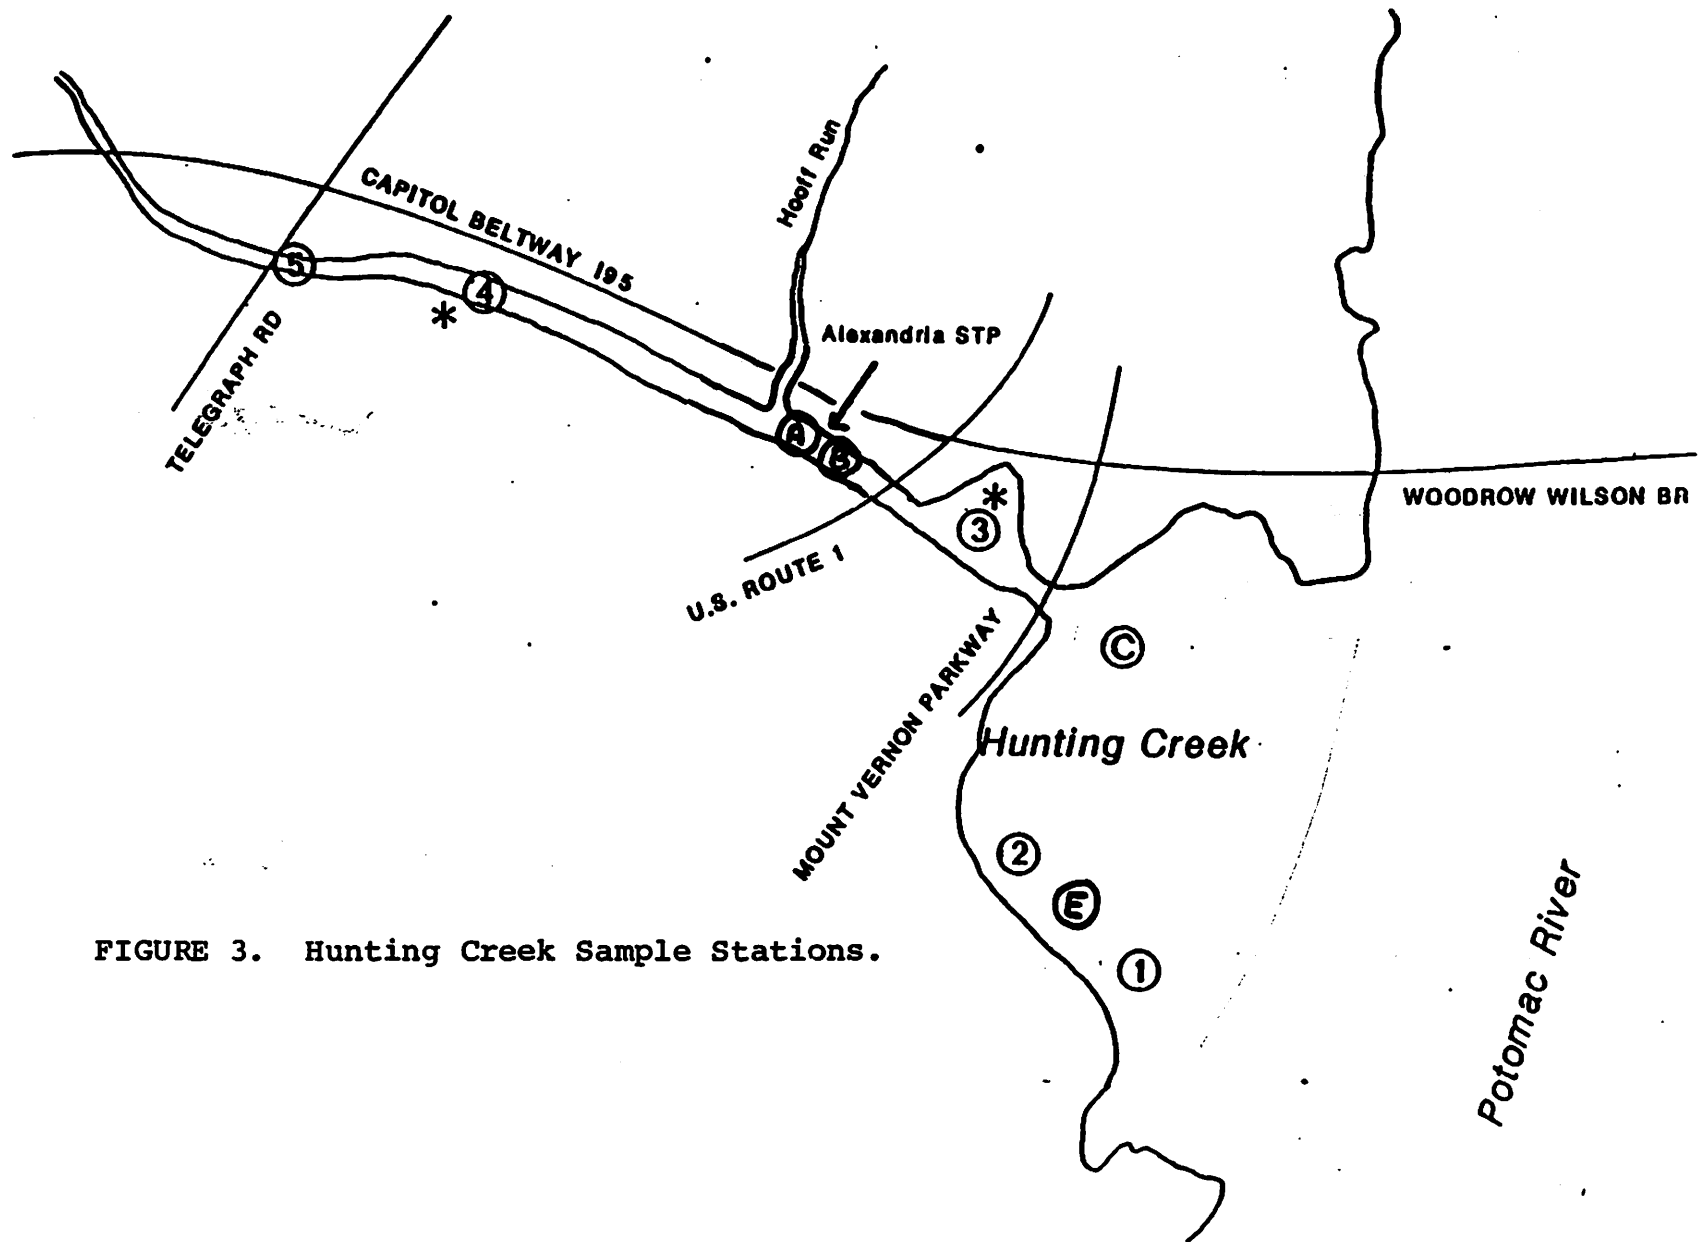 Hooff Run
CAPITOL BELTWAY I95
5
4
*
Alexandria STP
TELEGRAPH RD
A
B
*
3
WOODROW WILSON BR
U.S. ROUTE 1
C
MOUNT VERNON PARKWAY
Hunting Creek
2
E
1
Potomac River
FIGURE 3. Hunting Creek Sample Stations.